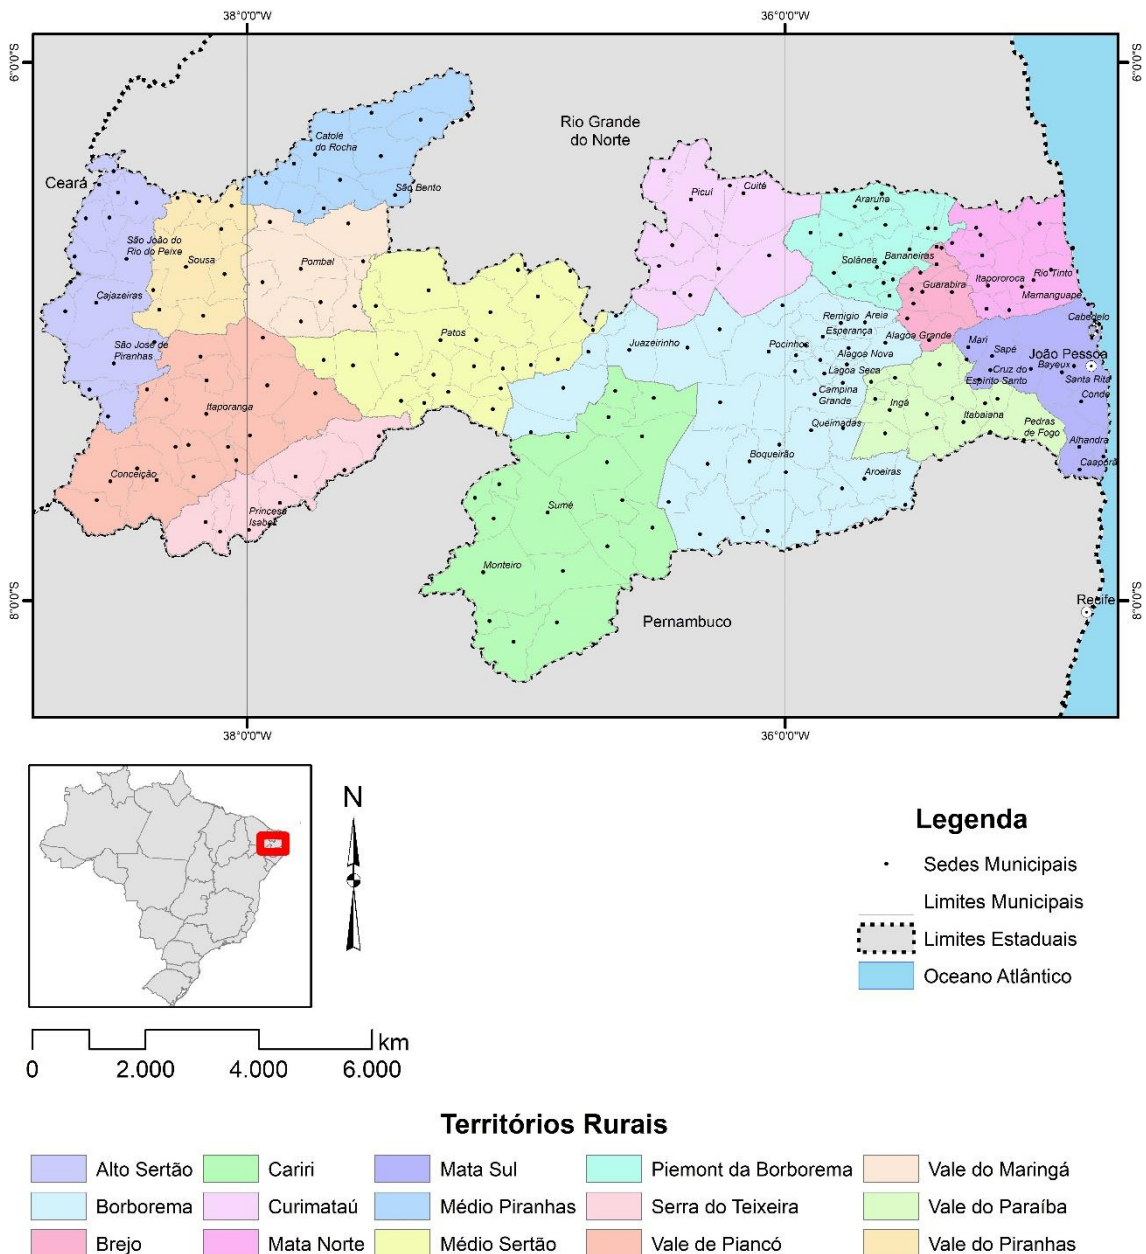 38°0'0"W
36°0'0"W
6°0'0"S
6°0'0"S
Rio Grande
do Norte
Catolé
do Rocha
Ceará
São Bento
Picuí
Cuité
Araruna
São João do
Rio do Peixe
Sousa
Pombal
Solânea
Bananeiras
Itapororoca
Rio Tinto
Mamanguape
Guarabira
Cajazeiras
Cabedelo
Remigio
Areia
Esperança
Alagoa Grande
Patos
Juazeirinho
Pocinhos
Alagoa Nova
Mari
Sapé
João Pessoa
São José de
Piranhas
Lagoa Seca
Bayeux
Cruz do
Espírito Santo
Santa Rita
Campina
Grande
Conde
Itaporanga
Ingá
Itabaiana
Queimadas
Pedras
de Fogo
Alhandra
Boqueirão
Caaporã
Conceição
Aroeiras
Princesa
Isabel
Sumé
Monteiro
8°0'0"S
8°0'0"S
Recife
Pernambuco
38°0'0"W
36°0'0"W
N
km
0
2.000
4.000
6.000
Legenda
Sedes Municipais
Limites Municipais
Limites Estaduais
Oceano Atlântico
Territórios Rurais
Alto Sertão
Cariri
Mata Sul
Piemont da Borborema
Vale do Maringá
Borborema
Curimataú
Médio Piranhas
Serra do Teixeira
Vale do Paraíba
Brejo
Mata Norte
Médio Sertão
Vale de Piancó
Vale do Piranhas